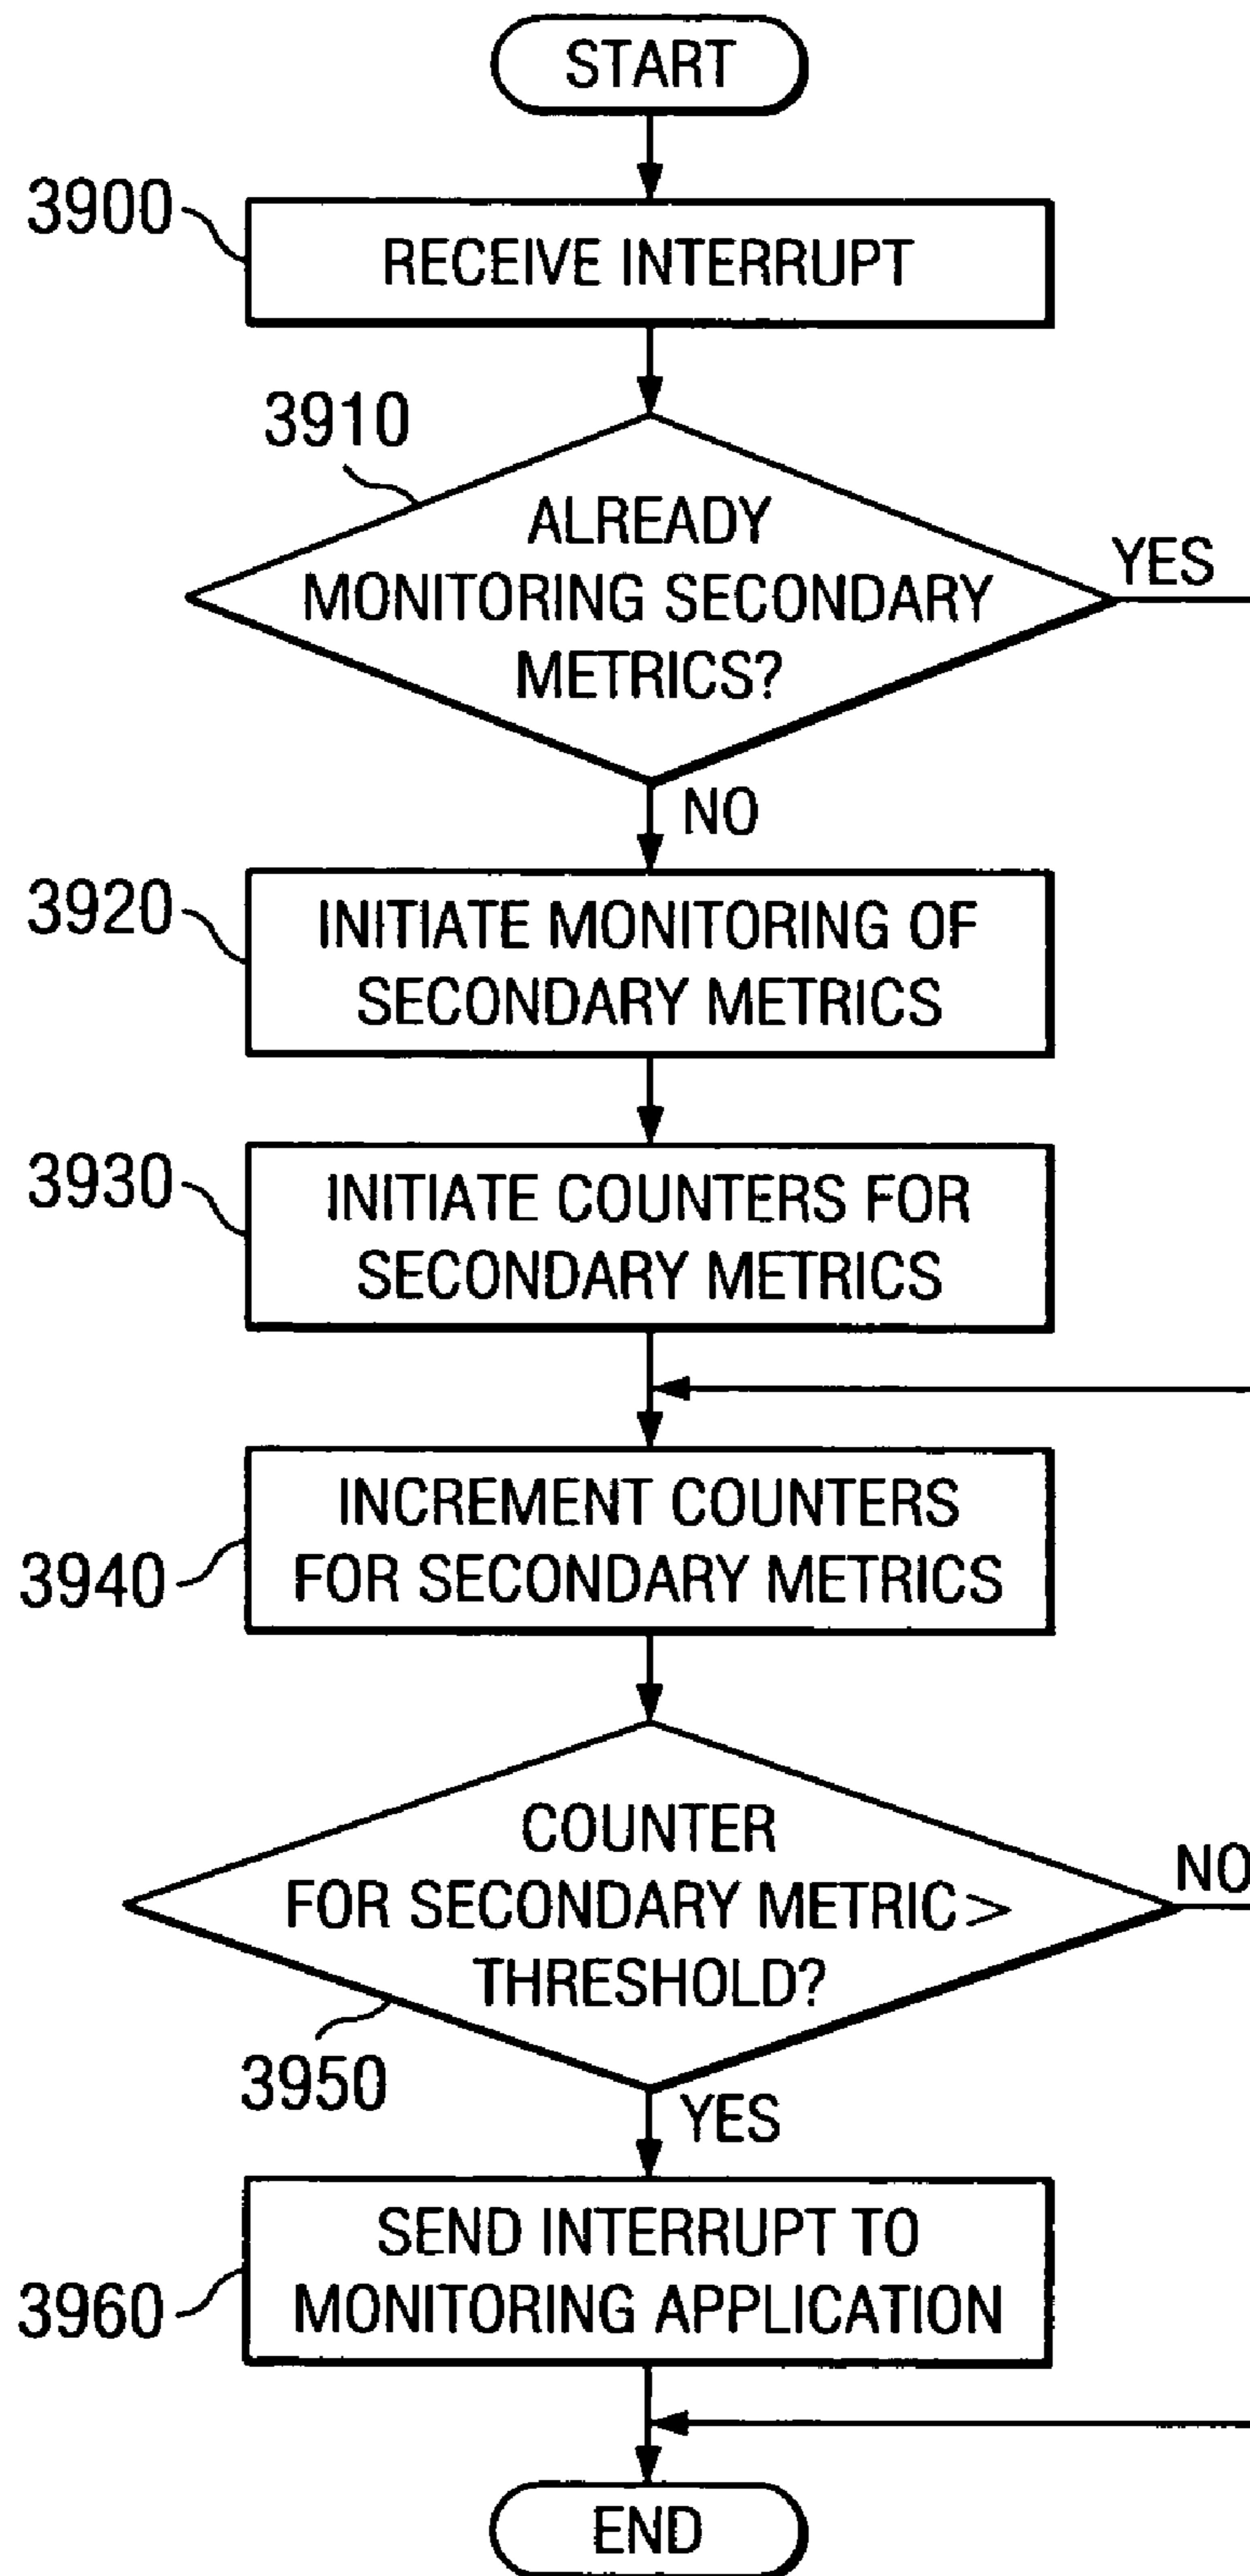 START
3900
RECEIVE INTERRUPT
3910
ALREADY
MONITORING SECONDARY
METRICS?
YES
NO
3920
INITIATE MONITORING OF
SECONDARY METRICS
3930
INITIATE COUNTERS FOR
SECONDARY METRICS
INCREMENT COUNTERS
FOR SECONDARY METRICS
3940
COUNTER
FOR SECONDARY METRIC >
THRESHOLD?
NO
3950
YES
SEND INTERRUPT TO
MONITORING APPLICATION
3960
END